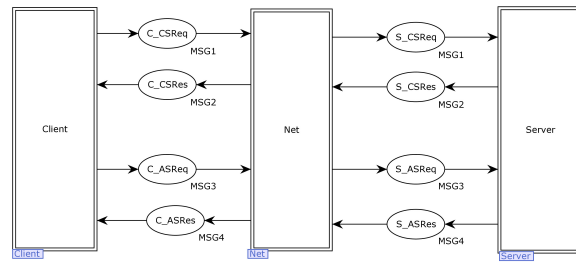 C_CSReq
MSG1
S_CSReq
MSG1
C_CSRes
MSG2
S_CSRes
MSG2
Client
Net
Server
C_ASReq
MSG3
S_ASReq
MSG3
C_ASRes
MSG4
S_ASRes
MSG4
Client
Net
Server